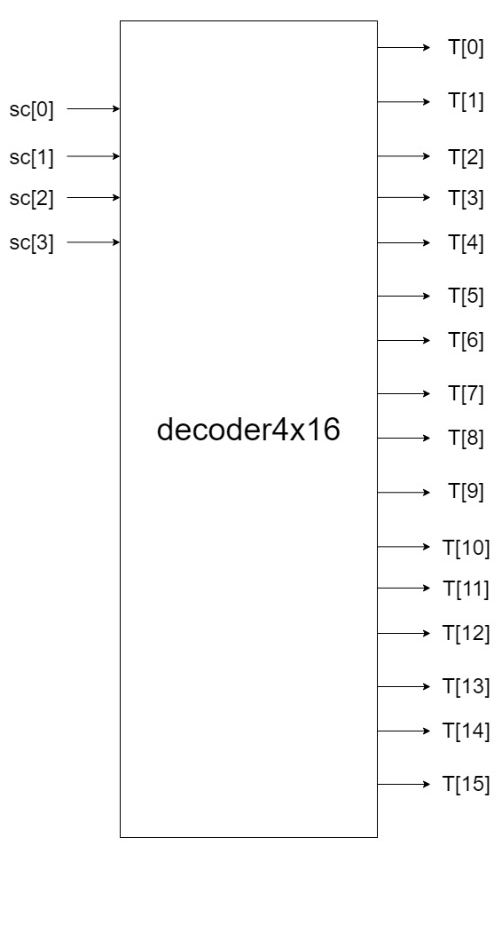 sc[0]
sc[1]
sc[2]
sc[3]
decoder4x16
T[0]
T[1]
T[2]
T[3]
T[4]
T[5]
T[6]
T[7]
T[8]
T[9]
T[10]
T[11]
T[12]
T[13]
T[14]
T[15]